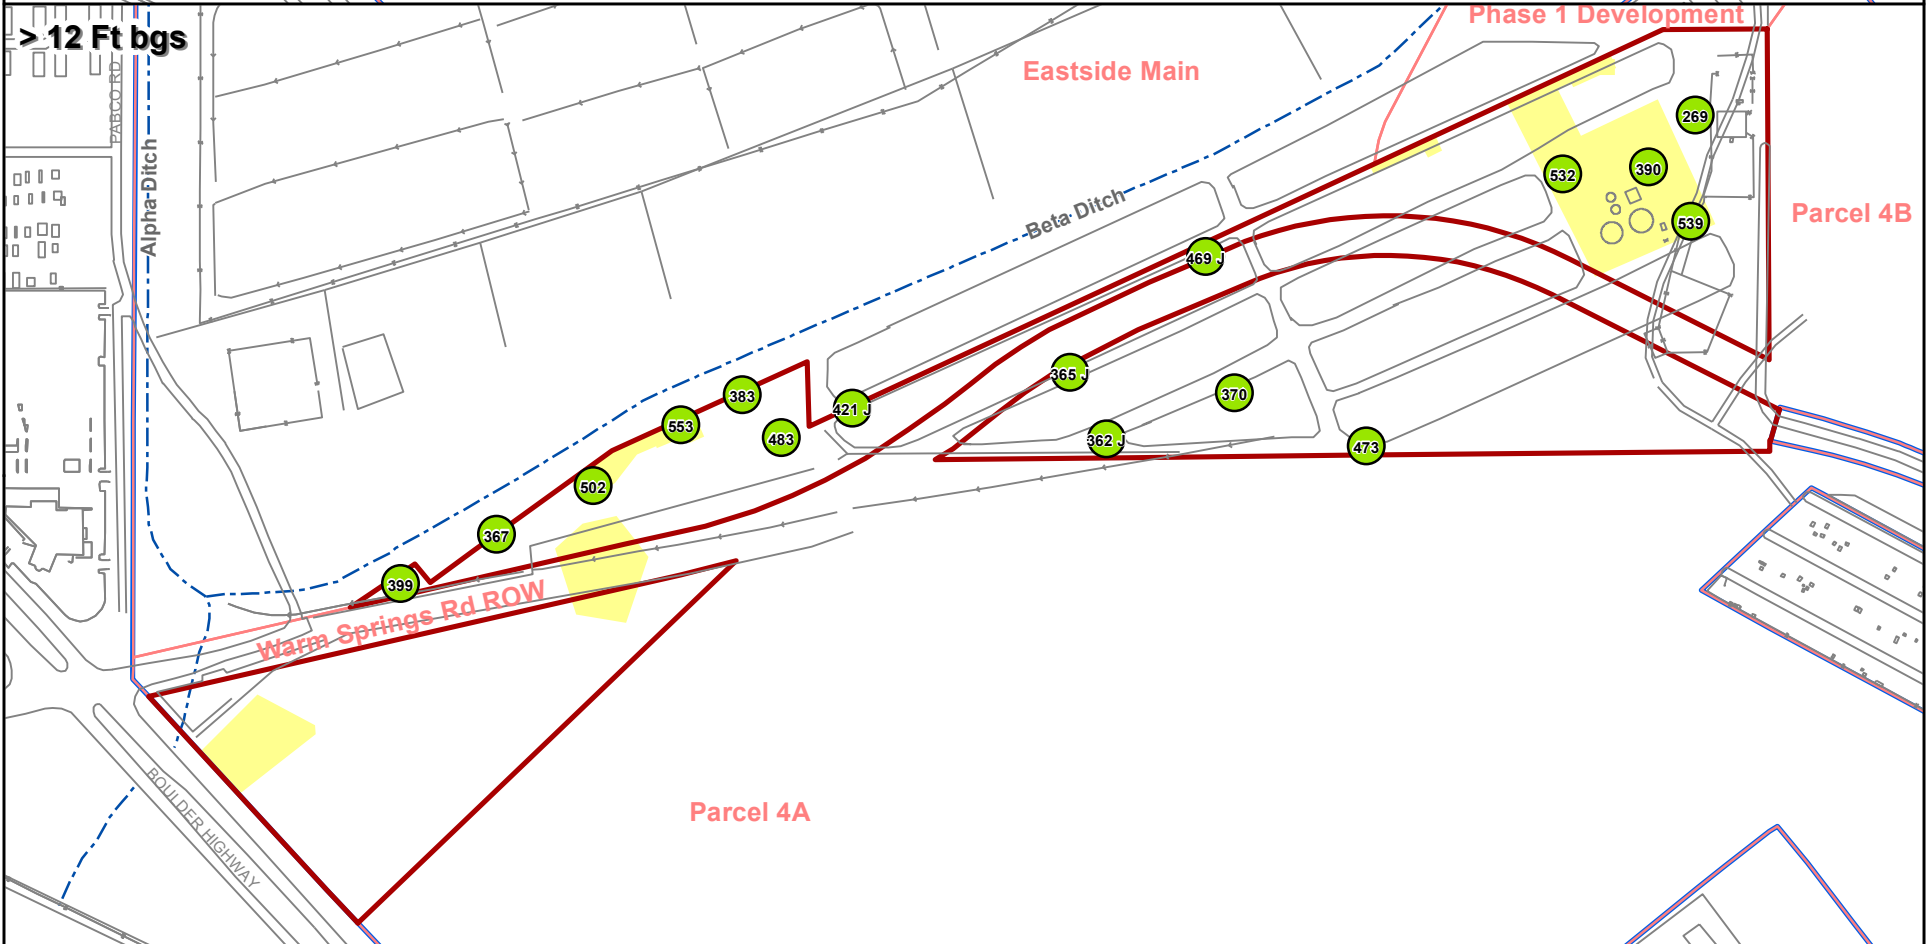 Phase 1 Development
> 12 Ft bgs
Eastside Main
PABCO RD
Alpha Ditch
269
532
390
Beta Ditch
539
Parcel 4B
469 J
365 J
383
370
421 J
553
483
362 J
473
502
367
399
Warm Springs Rd ROW
Parcel 4A
BOULDER HIGHWAY